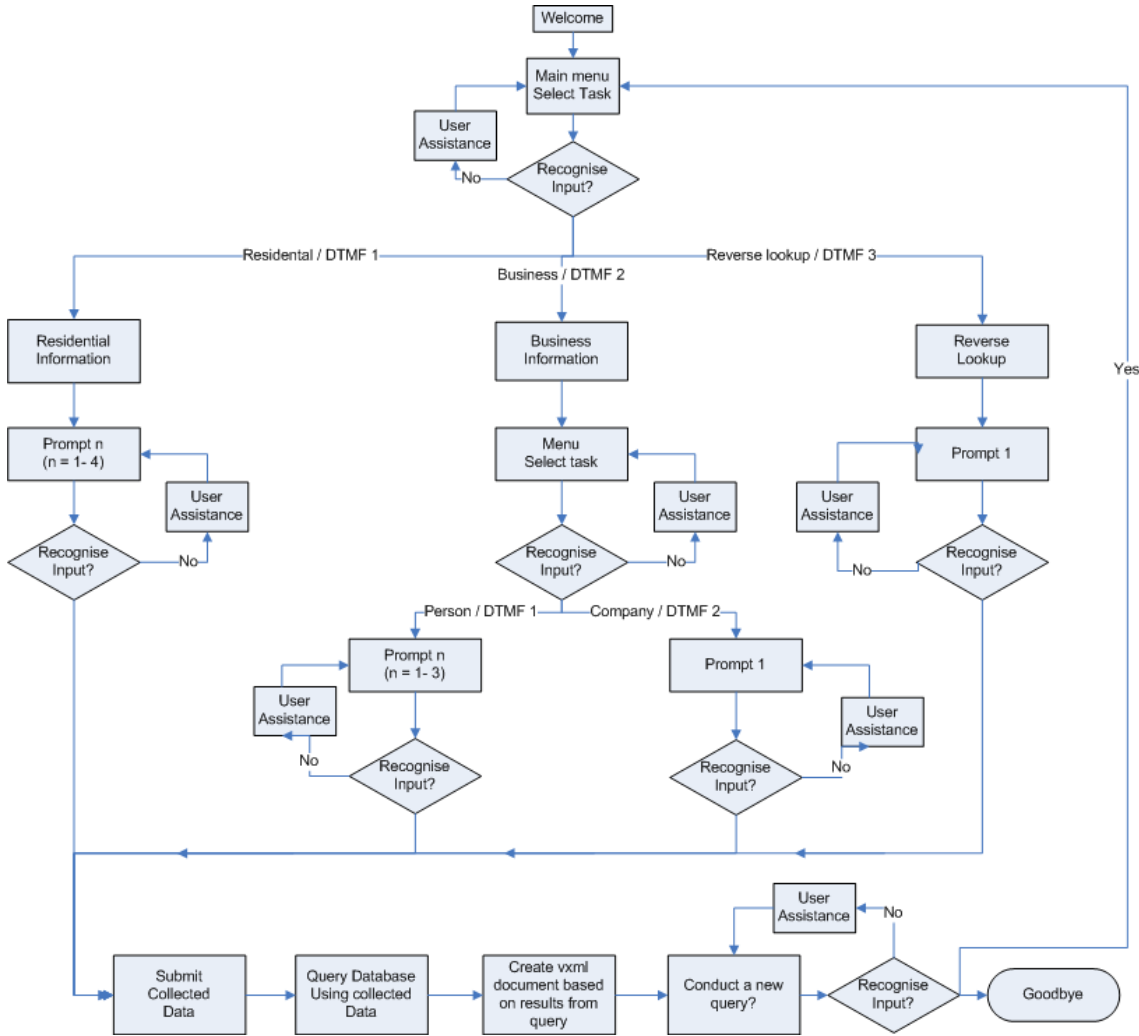 Welcome
Main menu
Select Task
User
Assistance
Recognise
Input?
No
Residental / DTMF 1
Business / DTMF 2
Reverse lookup / DTMF 3
Residential
Information
Business
Information
Reverse
Lookup
Yes
Prompt n
(n = 1- 4)
User
Assistance
Recognise
Input?
No
Menu
Select task
User
Assistance
Recognise
Input?
No
Prompt 1
User
Assistance
Recognise
Input?
No
Person / DTMF 1
Company / DTMF 2
Prompt n
(n = 1- 3)
User
Assistance
Recognise
Input?
No
Prompt 1
User
Assistance
Recognise
Input?
No
User
Assistance
No
Submit
Collected
Data
Query Database
Using collected
Data
Create vxml
document based
on results from
query
Conduct a new
query?
Recognise
Input?
Goodbye